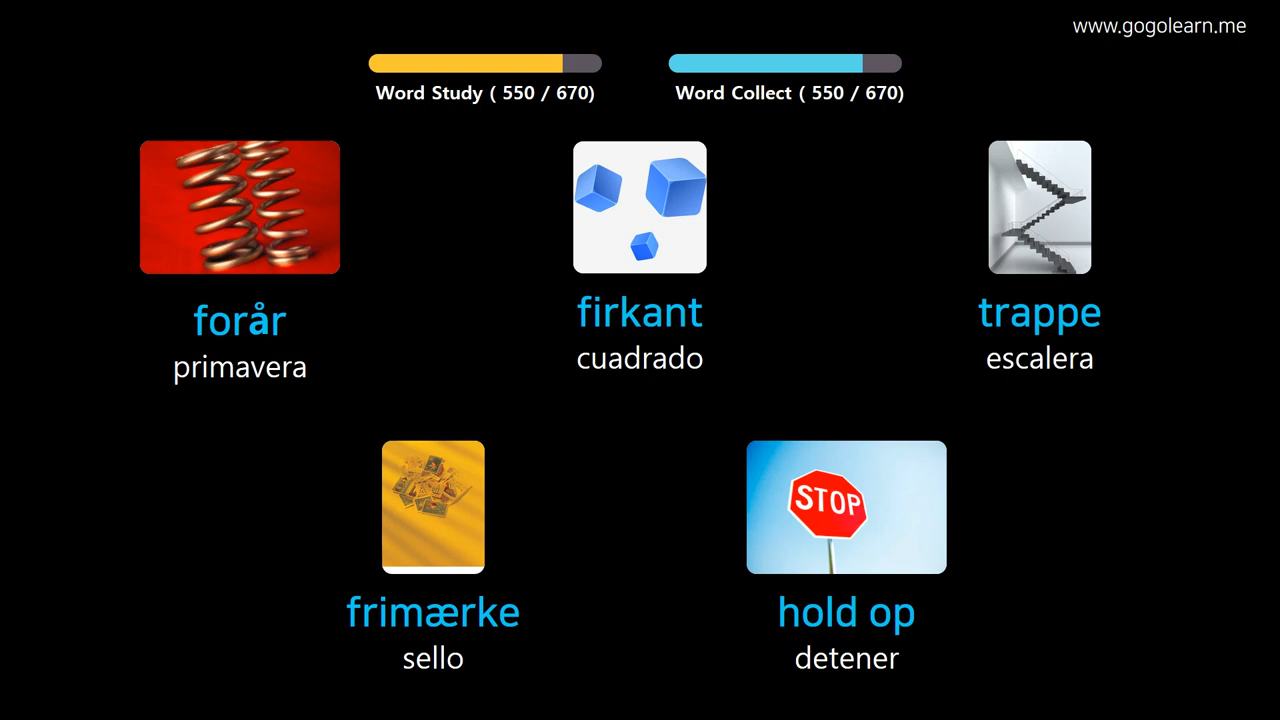 www.gogolearn.me
Word Study ( 550 / 670)
Word Collect ( 550 / 670)
forår
primavera
firkant
cuadrado
trappe
escalera
STOP
frimærke
sello
hold op
detener